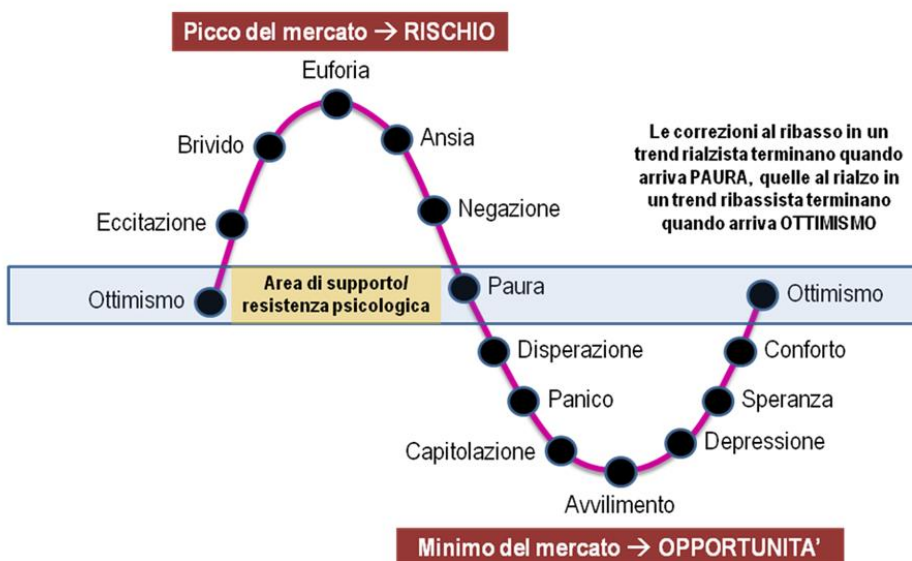 Picco del mercato → RISCHIO
Euforia
Brivido
Ansia
Le correzioni al ribasso in un
trend rialzista terminano quando
arriva PAURA, quelle al rialzo in
un trend ribassista terminano
quando arriva OTTIMISMO
Eccitazione
Negazione
Ottimismo
Area di supporto/
resistenza psicologica
Paura
Ottimismo
Disperazione
Conforto
Panico
Speranza
Capitolazione
Depressione
Avvilimento
Minimo del mercato → OPPORTUNITA'